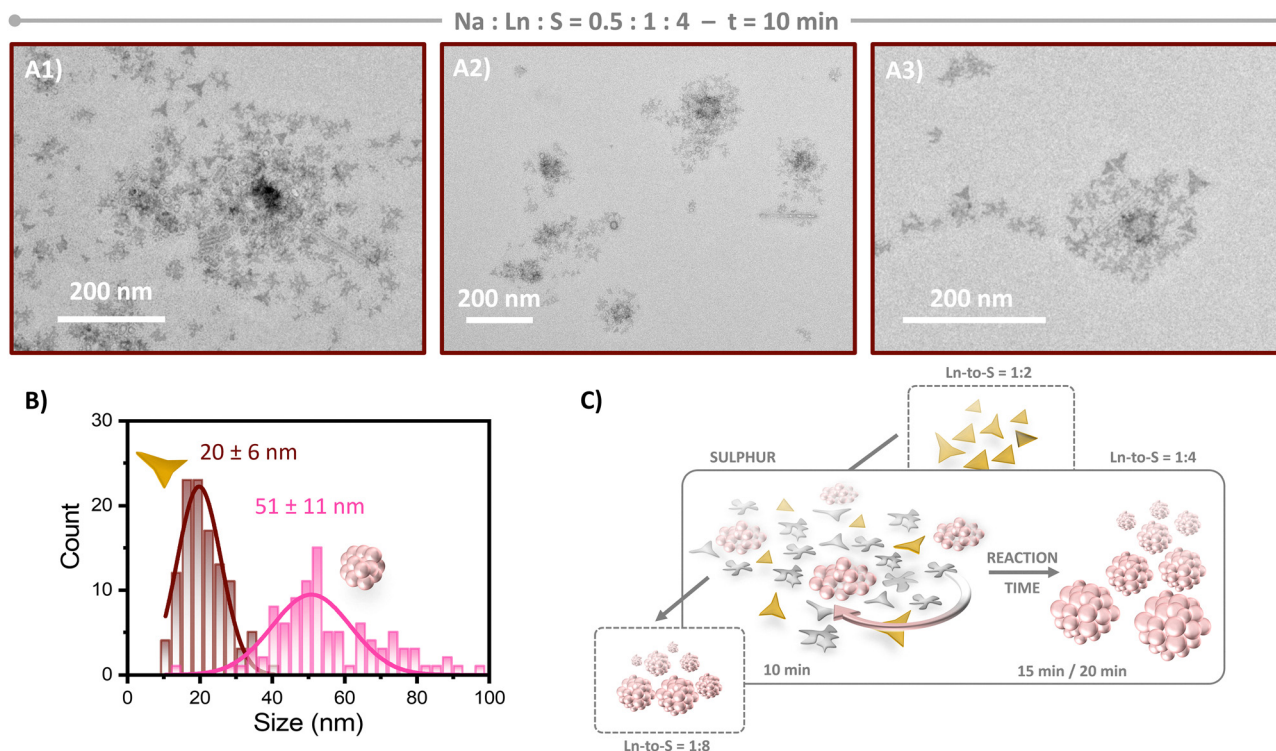 Na : Ln : S = 0.5 : 1 : 4 – t = 10 min
A1)
200 nm
A2)
200 nm
A3)
200 nm
B)
30
20
10
0
Count
20 ± 6 nm
51 ± 11 nm
0 20 40 60 80 100
Size (nm)
C)
Ln-to-S = 1:2
SULPHUR
Ln-to-S = 1:4
REACTION
TIME
10 min
15 min / 20 min
Ln-to-S = 1:8